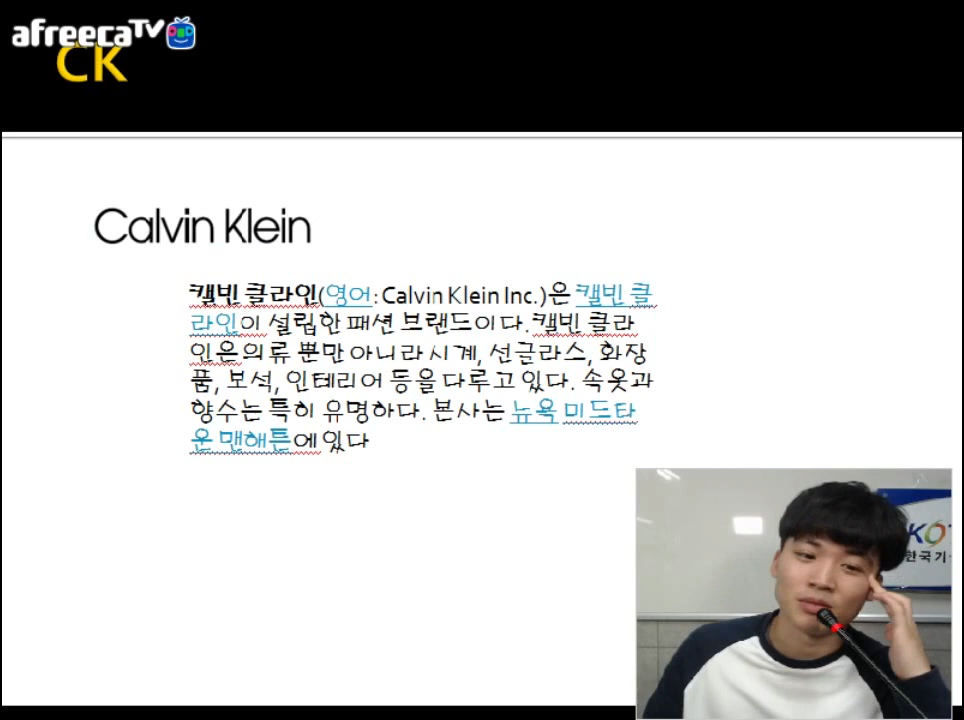 afreecaTV
CK
Calvin Klein
캘빈 클라인(영어: Calvin Klein Inc.)은 캘빈 클
라인이 설립한 패션 브랜드이다.캘빈 클라
인은의류 뿐만 아니라 시계, 선글라스, 화장
품, 보석, 인테리어 등을 다루고 있다. 속옷과
향수는 특히 유명하다. 본사는 뉴욕 미드타
운 맨해튼에 있다
KO
한국기